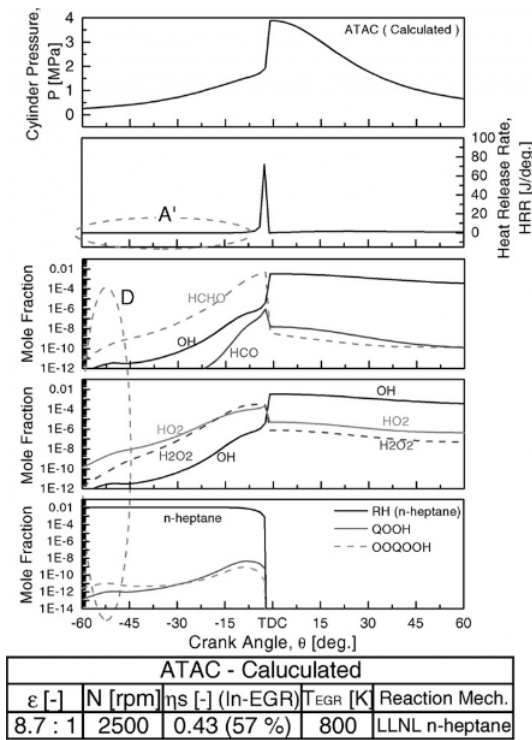 ATAC ( Calculated )
Cylinder Pressure,
P [MPa]
4
3
2
1
0
A'
100
80
60
40
20
0
Heat Release Rate,
HRR [J/deg.]
Mole Fraction
0.01
1E-4
1E-6
1E-8
1E-10
1E-12
D
HCHO
OH
HCO
Mole Fraction
0.01
1E-4
1E-6
1E-8
1E-10
1E-12
HO2
H2O2
OH
OH
HO2
H2O2
Mole Fraction
0.01
1E-4
1E-6
1E-8
1E-10
1E-12
1E-14
n-heptane
RH (n-heptane)
QOOH
OOQOOH
-60 -45 -30 -15 TDC 15 30 45 60
Crank Angle, θ [deg.]
ATAC - Caluculated
ε [-] N [rpm] ηs [-] (In-EGR) TEGR [K] Reaction Mech.
8.7 : 1 2500 0.43 (57 %) 800 LLNL n-heptane